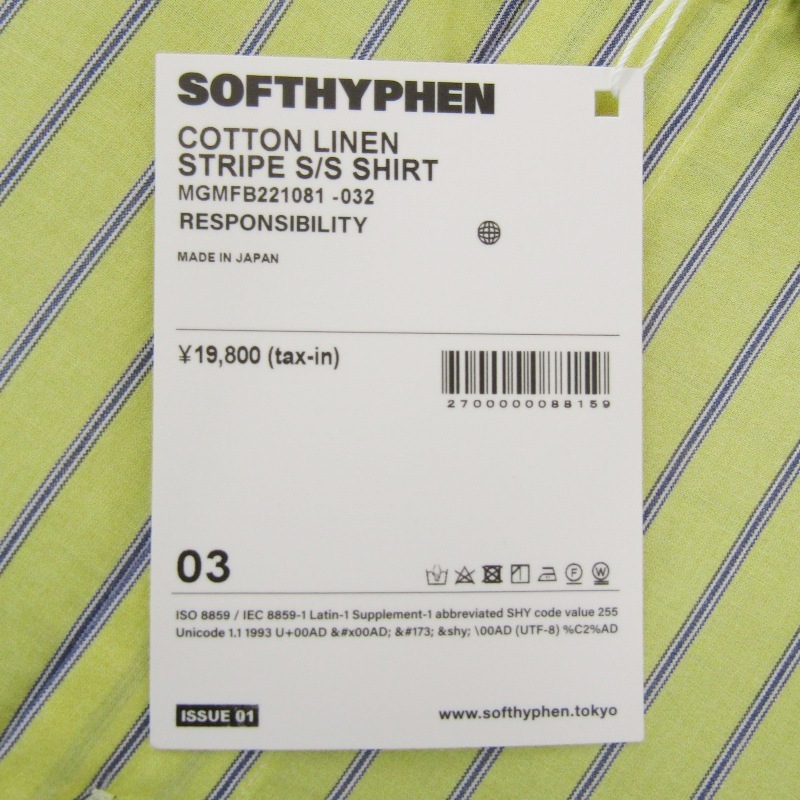 SOFTHYPHEN
COTTON LINEN
STRIPE S/S SHIRT
MGMFB221081 -032
RESPONSIBILITY
MADE IN JAPAN
¥19,800 (tax-in)
2700000088159
03
F W
ISO 8859 / IEC 8859-1 Latin-1 Supplement-1 abbreviated SHY code value 255
Unicode 1.1 1993 U+00AD &#x00AD; &#173; &shy; \00AD (UTF-8) %C2%AD
ISSUE 01
www.softhyphen.tokyo